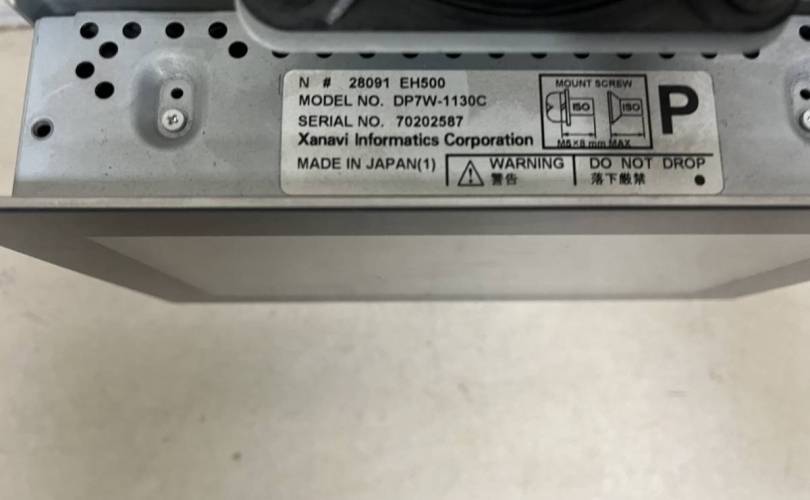 N # 28091 EH500
MODEL NO. DP7W-1130C
SERIAL NO. 70202587
Xanavi Informatics Corporation
MADE IN JAPAN(1)
MOUNT SCREW
ISO
ISO
M5×8 mm MAX
P
WARNING
警告
DO NOT DROP
落下厳禁